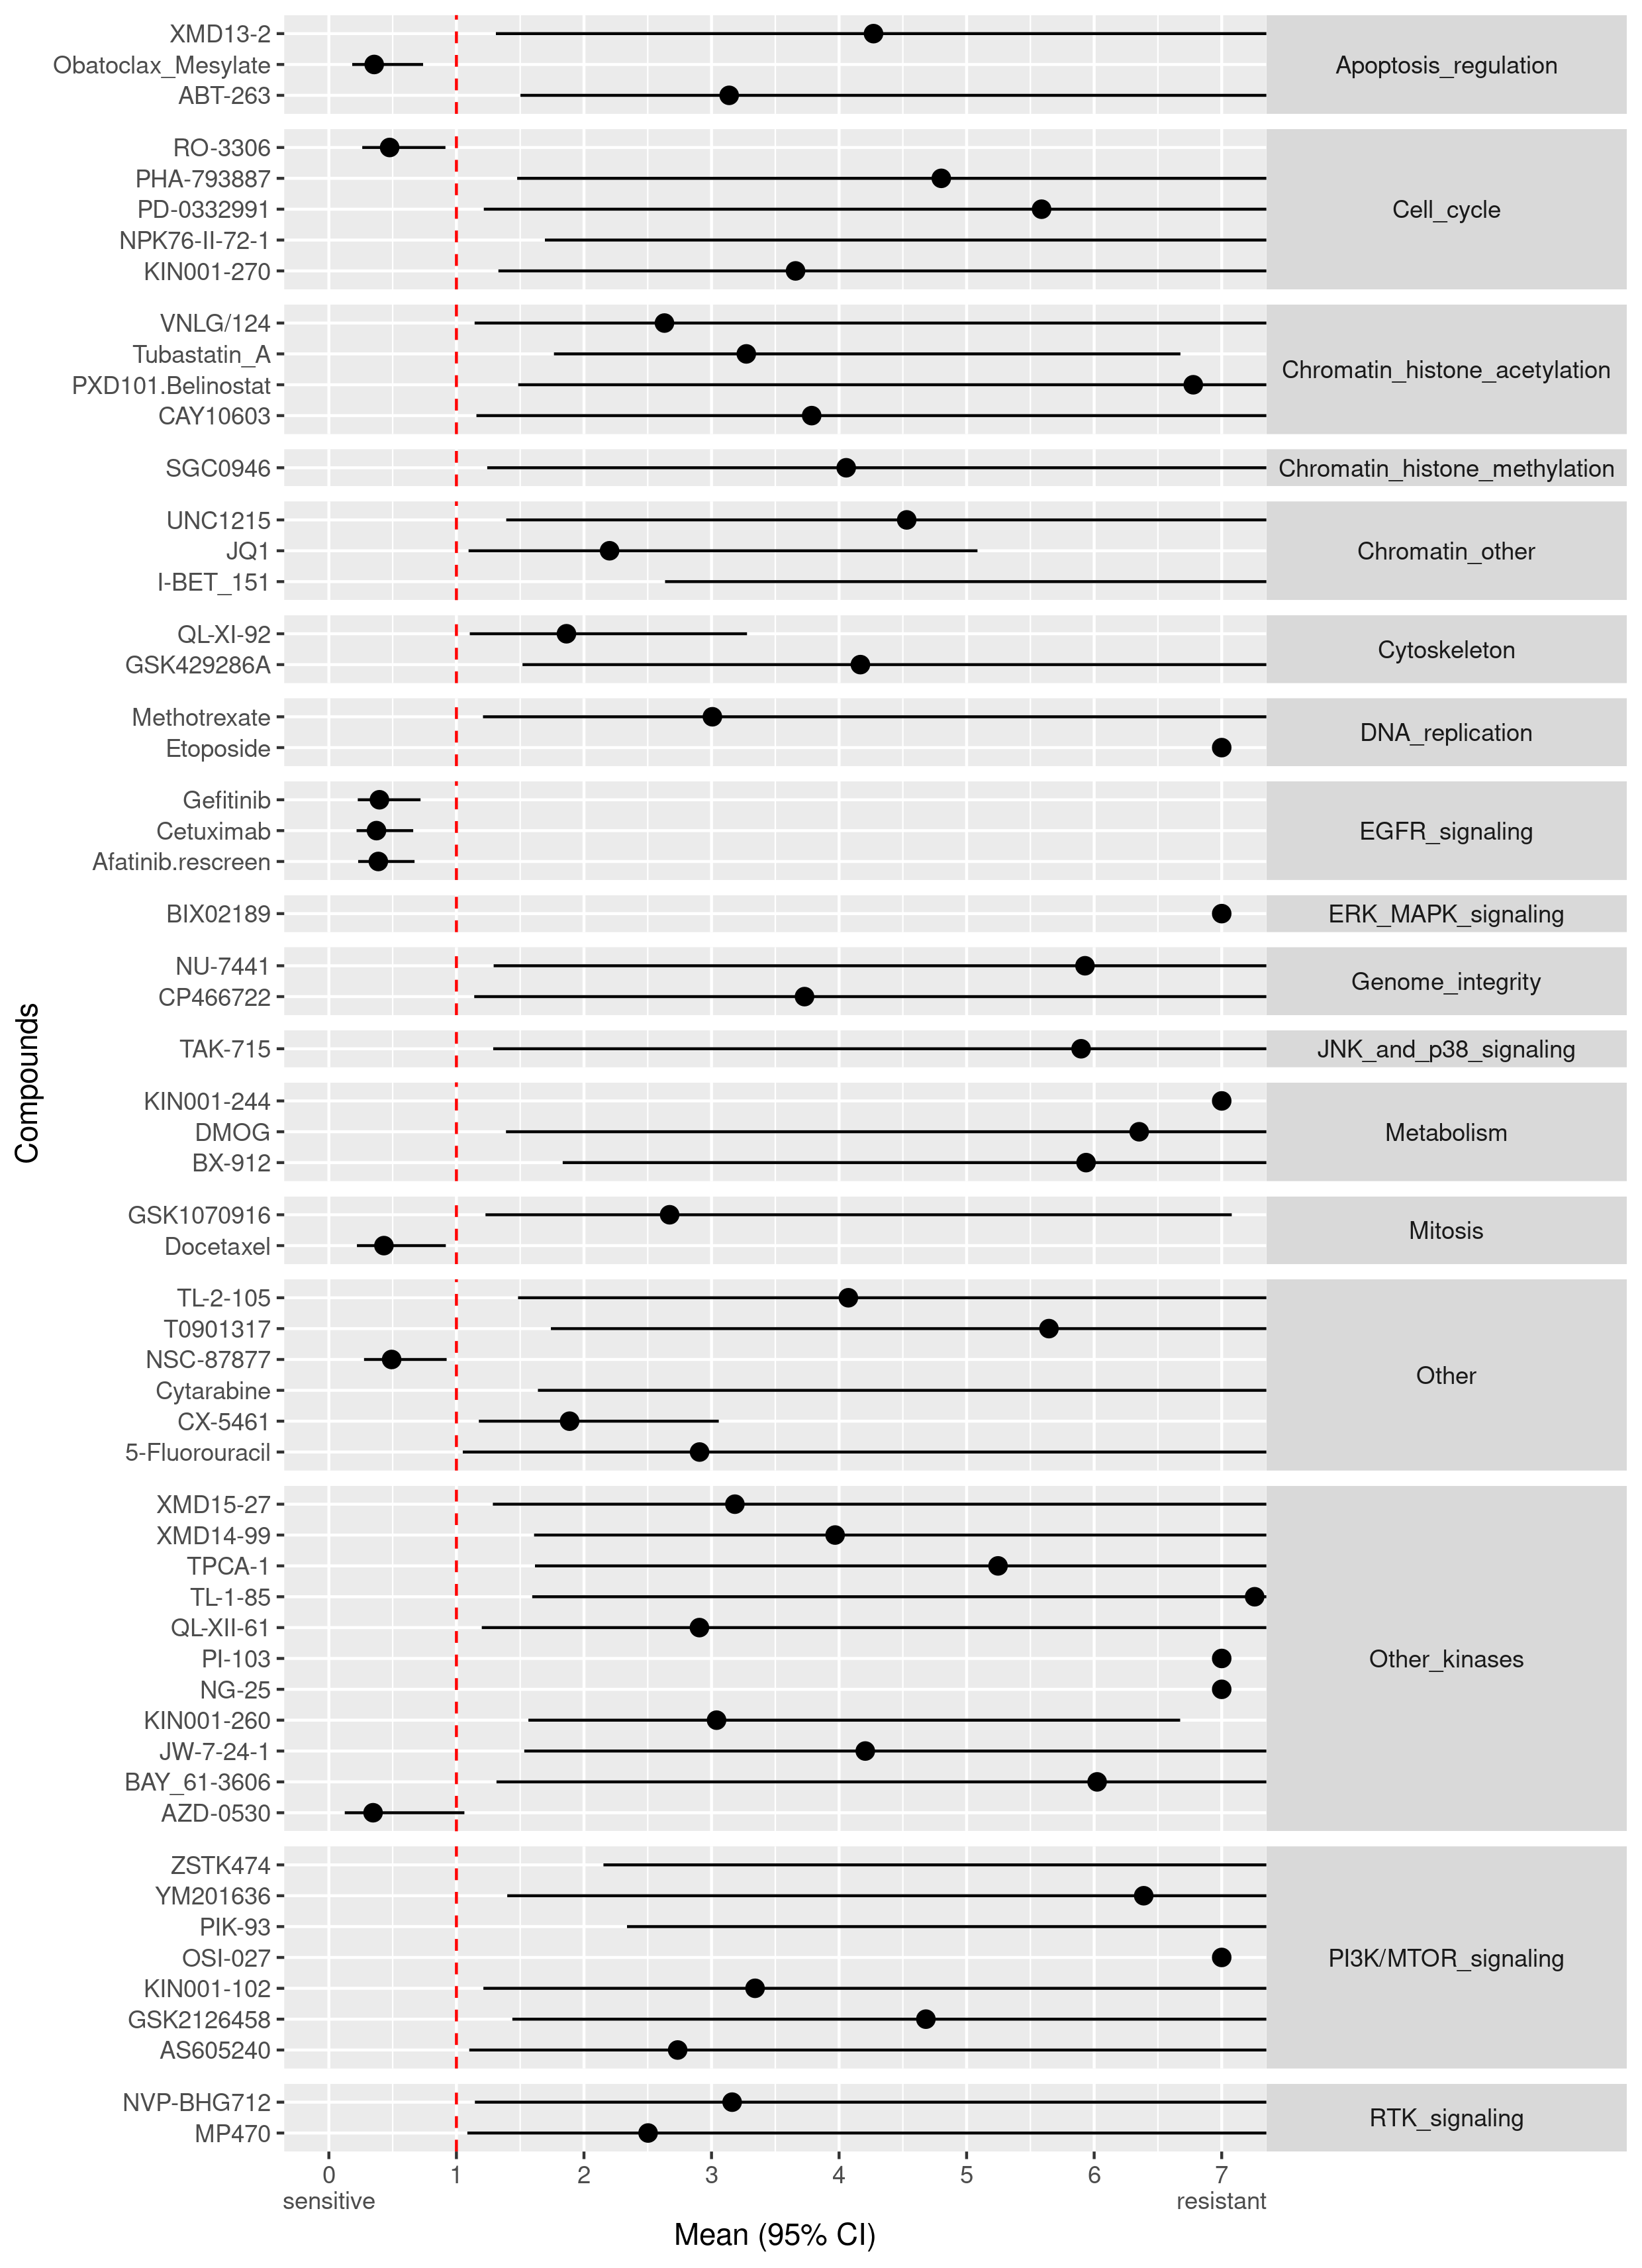 XMD13-2
Obatoclax_Mesylate
ABT-263
Apoptosis_regulation
RO-3306
PHA-793887
PD-0332991
NPK76-II-72-1
KIN001-270
Cell_cycle
VNLG/124
Tubastatin_A
PXD101.Belinostat
CAY10603
Chromatin_histone_acetylation
SGC0946
Chromatin_histone_methylation
UNC1215
JQ1
I-BET_151
Chromatin_other
QL-XI-92
GSK429286A
Cytoskeleton
Methotrexate
Etoposide
DNA_replication
Gefitinib
Cetuximab
Afatinib.rescreen
EGFR_signaling
BIX02189
ERK_MAPK_signaling
NU-7441
CP466722
Genome_integrity
TAK-715
JNK_and_p38_signaling
KIN001-244
DMOG
BX-912
Metabolism
GSK1070916
Docetaxel
Mitosis
TL-2-105
T0901317
NSC-87877
Cytarabine
CX-5461
5-Fluorouracil
Other
XMD15-27
XMD14-99
TPCA-1
TL-1-85
QL-XII-61
PI-103
NG-25
KIN001-260
JW-7-24-1
BAY_61-3606
AZD-0530
Other_kinases
ZSTK474
YM201636
PIK-93
OSI-027
KIN001-102
GSK2126458
AS605240
PI3K/MTOR_signaling
NVP-BHG712
MP470
RTK_signaling
Compounds
0 1 2 3 4 5 6 7
sensitive resistant
Mean (95% CI)